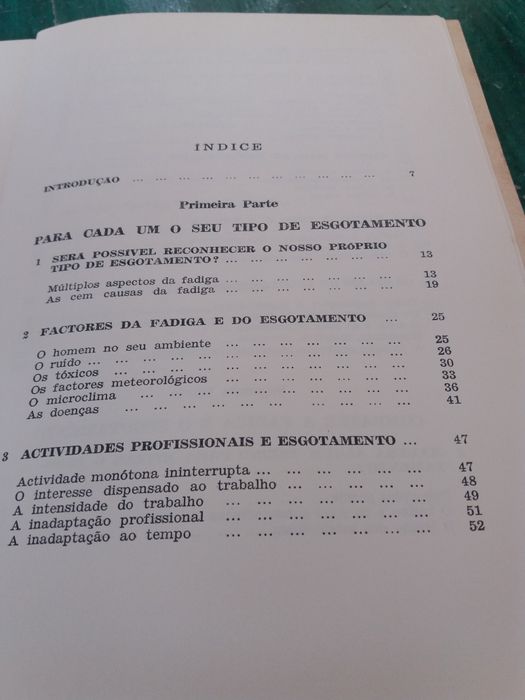 ÍNDICE
INTRODUÇÃO ... ... ... ... ... ... ... ... ... ... 7
Primeira Parte
PARA CADA UM O SEU TIPO DE ESGOTAMENTO
1 SERÁ POSSÍVEL RECONHECER O NOSSO PRÓPRIO
TIPO DE ESGOTAMENTO? ... ... ... ... ... ... ... 13
Múltiplos aspectos da fadiga ... ... ... ... ... ... 13
As cem causas da fadiga ... ... ... ... ... ... 19
2 FACTORES DA FADIGA E DO ESGOTAMENTO ... 25
O homem no seu ambiente ... ... ... ... ... ... 25
O ruído ... ... ... ... ... ... ... ... ... ... 26
Os tóxicos ... ... ... ... ... ... ... ... ... 30
Os factores meteorológicos ... ... ... ... ... ... 33
O microclima ... ... ... ... ... ... ... ... 36
As doenças ... ... ... ... ... ... ... ... 41
3 ACTIVIDADES PROFISSIONAIS E ESGOTAMENTO ... 47
Actividade monótona ininterrupta ... ... ... ... ... 47
O interesse dispensado ao trabalho ... ... ... ... ... 48
A intensidade do trabalho ... ... ... ... ... ... 49
A inadaptação profissional ... ... ... ... ... ... 51
A inadaptação ao tempo ... ... ... ... ... ... 52